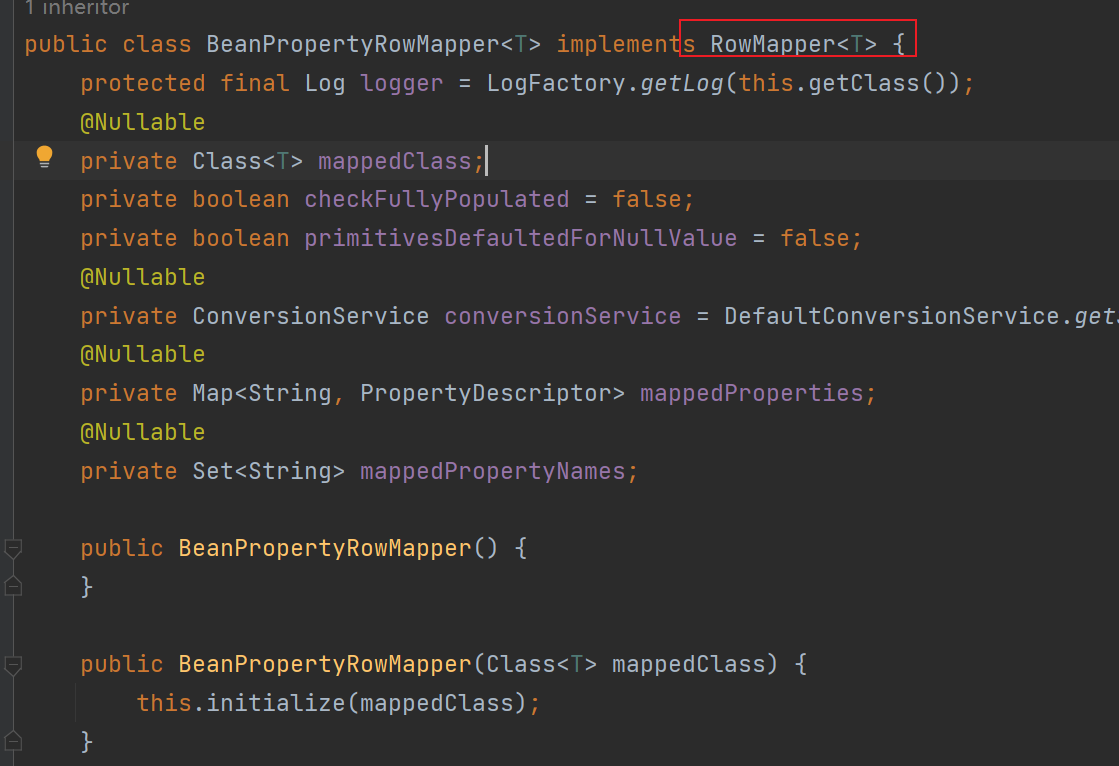 1 inheritor
public class BeanPropertyRowMapper<T> implements RowMapper<T> {
protected final Log logger = LogFactory.getLog(this.getClass());
@Nullable
private Class<T> mappedClass;
private boolean checkFullyPopulated = false;
private boolean primitivesDefaultedForNullValue = false;
@Nullable
private ConversionService conversionService = DefaultConversionService.get
@Nullable
private Map<String, PropertyDescriptor> mappedProperties;
@Nullable
private Set<String> mappedPropertyNames;
public BeanPropertyRowMapper() {
}
public BeanPropertyRowMapper(Class<T> mappedClass) {
this.initialize(mappedClass);
}